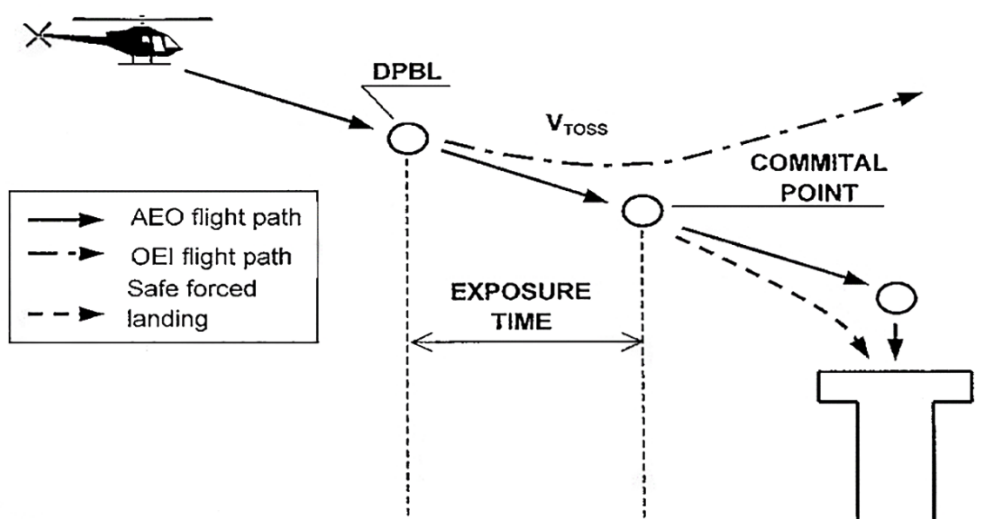 DPBL
VTOSS
COMMITAL
POINT
AEO flight path
OEI flight path
Safe forced
landing
EXPOSURE
TIME